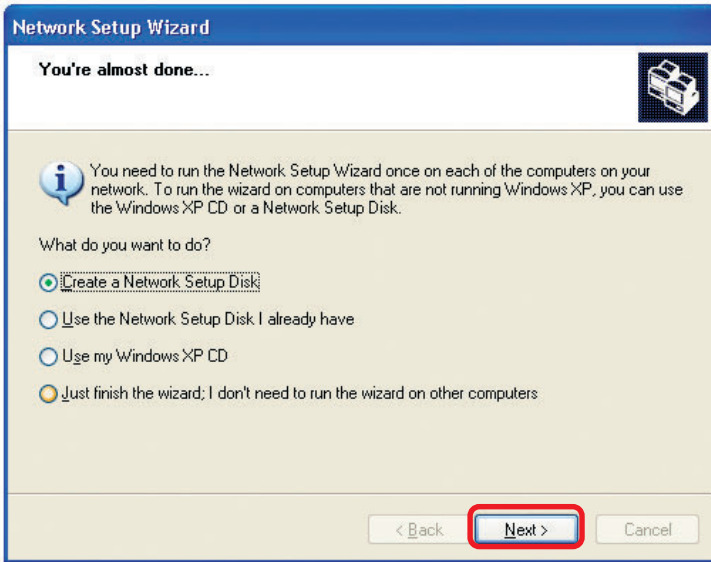 Network Setup Wizard
You're almost done...
You need to run the Network Setup Wizard once on each of the computers on your
network. To run the wizard on computers that are not running Windows XP, you can use
the Windows XP CD or a Network Setup Disk.
What do you want to do?
Create a Network Setup Disk
Use the Network Setup Disk I already have
Use my Windows XP CD
Just finish the wizard; I don't need to run the wizard on other computers
< Back Next > Cancel